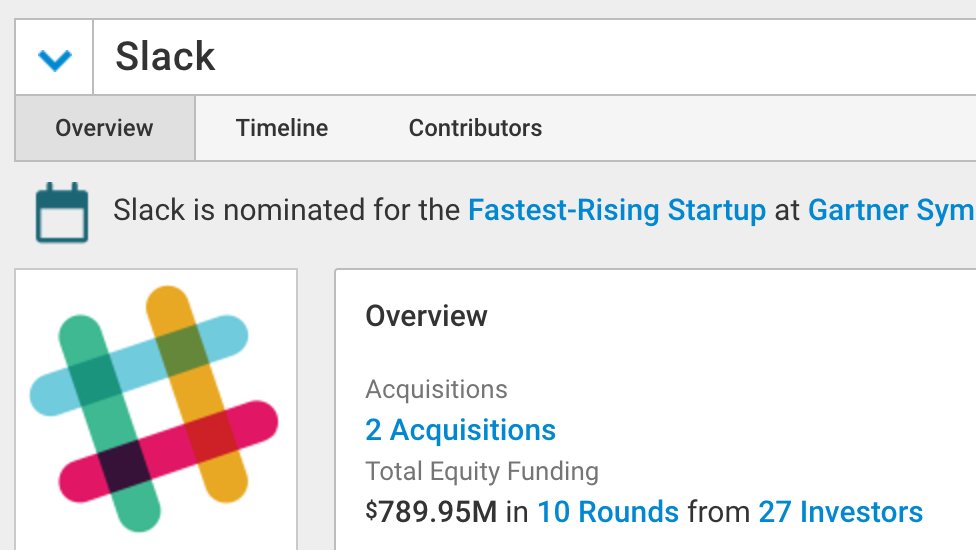 Slack
Overview Timeline Contributors
Slack is nominated for the Fastest-Rising Startup at Gartner Sym
Overview
Acquisitions
2 Acquisitions
Total Equity Funding
$789.95M in 10 Rounds from 27 Investors